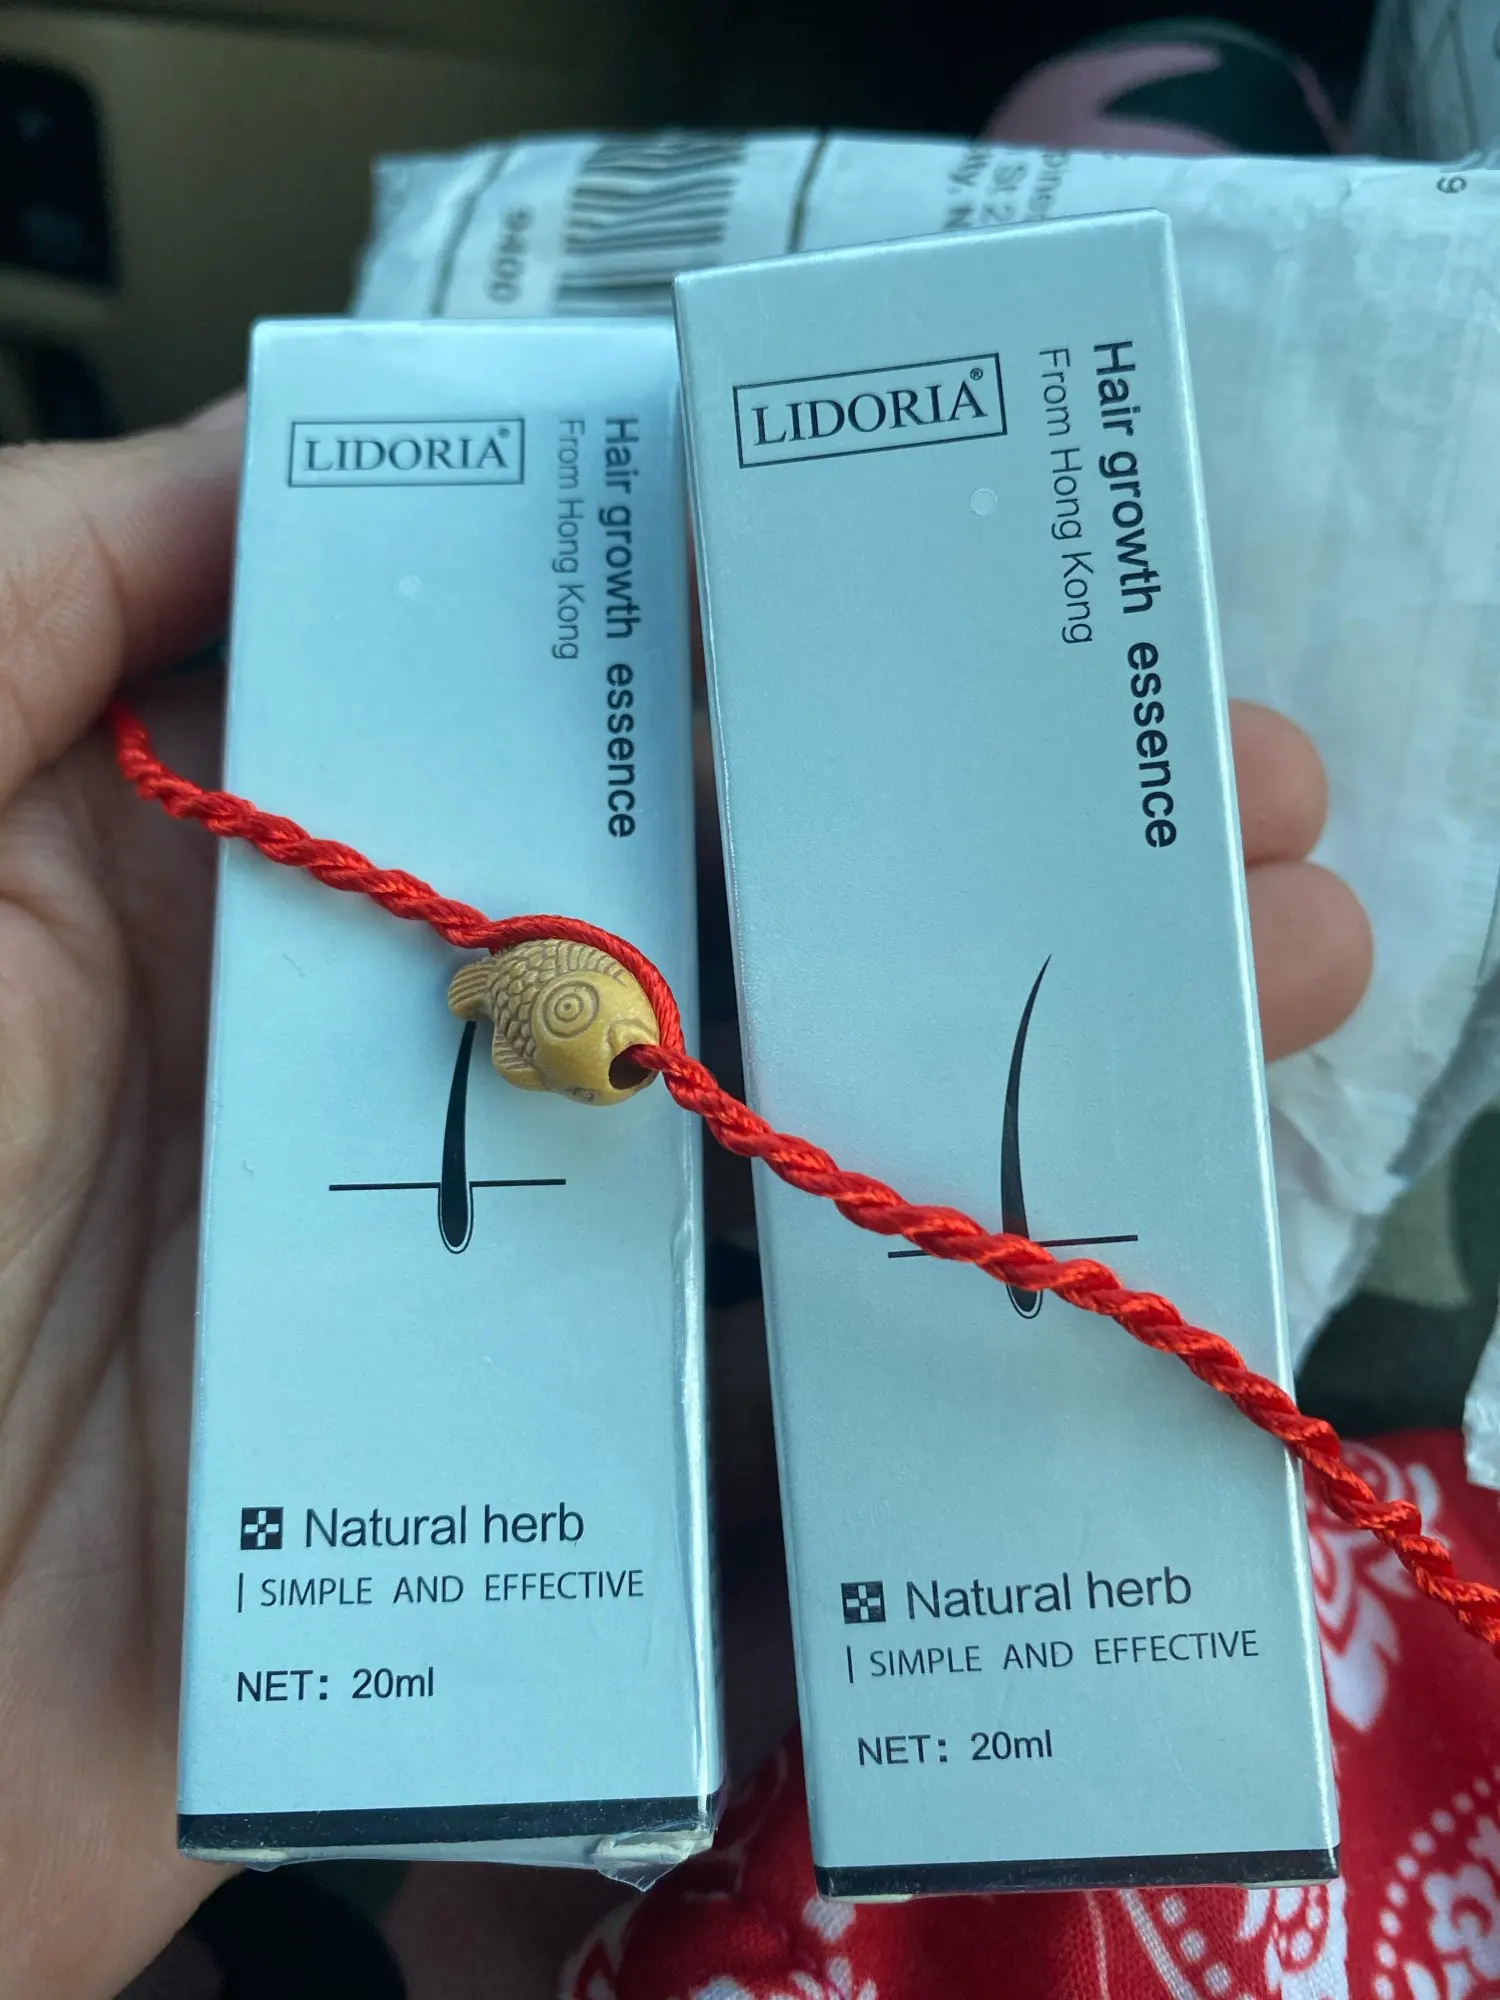 9400
LIDORIA®
Hair growth essence
From Hong Kong
Natural herb
| SIMPLE AND EFFECTIVE
NET: 20ml
LIDORIA®
Hair growth essence
From Hong Kong
Natural herb
| SIMPLE AND EFFECTIVE
NET: 20ml